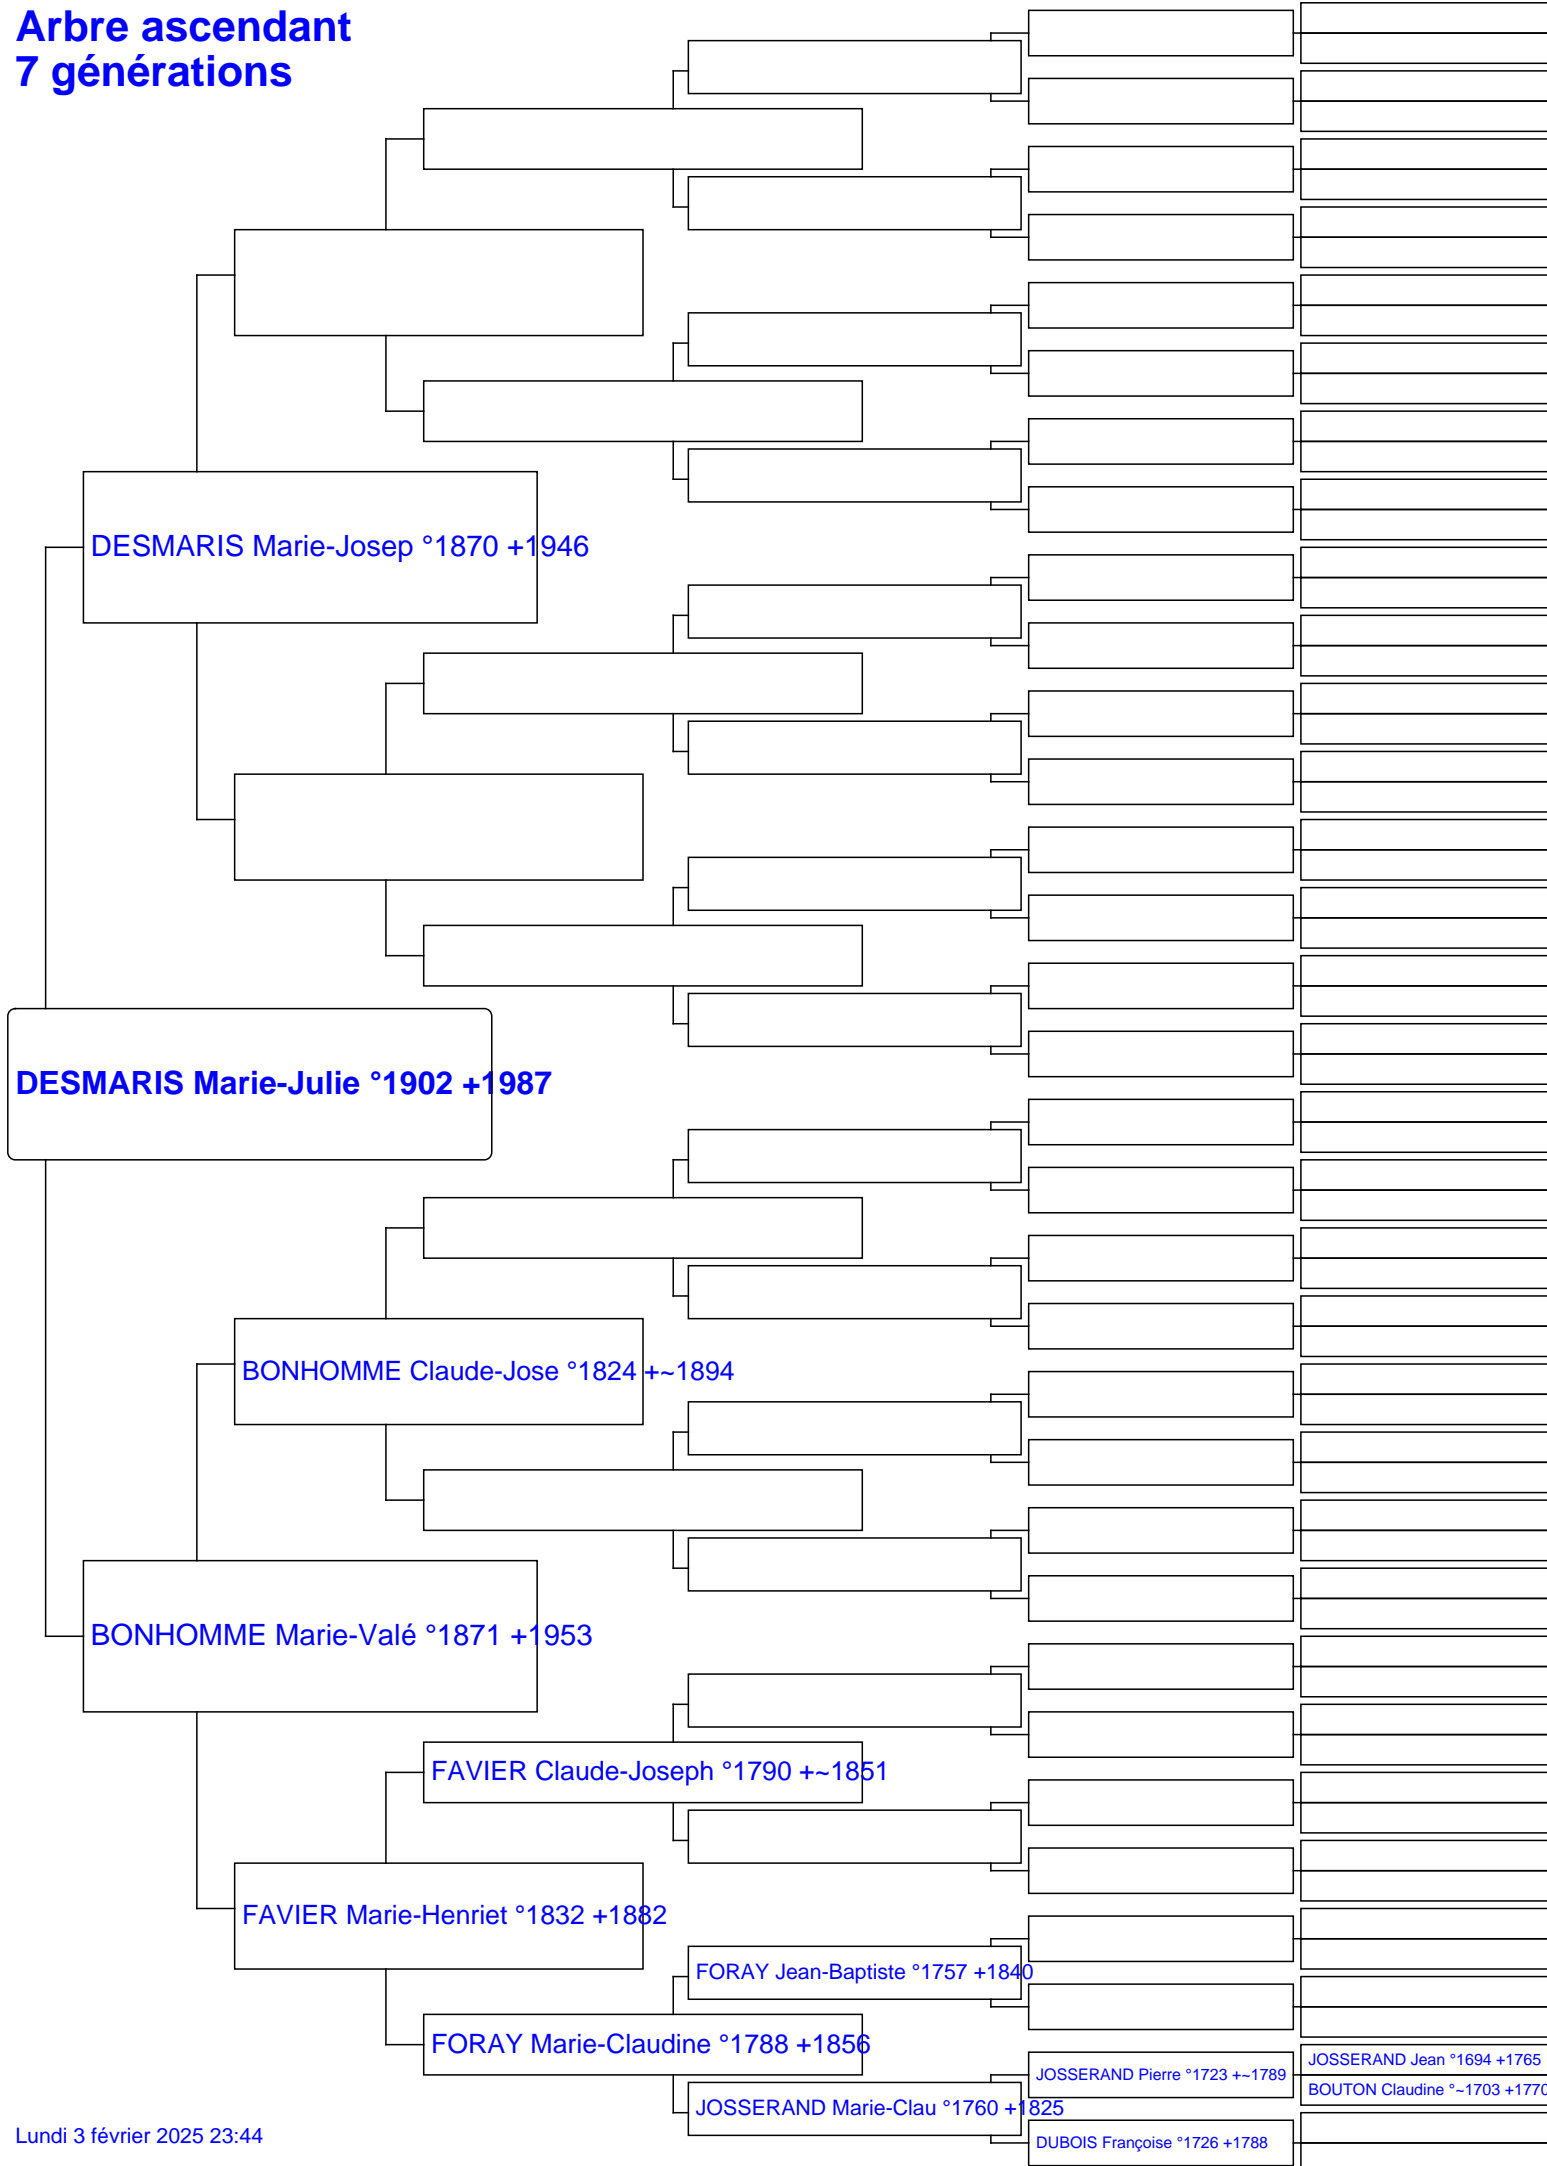 Arbre ascendant
7 générations
DESMARIS Marie-Josep °1870 +1946
DESMARIS Marie-Julie °1902 +1987
BONHOMME Claude-Jose °1824 +~1894
BONHOMME Marie-Valé °1871 +1953
FAVIER Claude-Joseph °1790 +~1851
FAVIER Marie-Henriet °1832 +1882
FORAY Jean-Baptiste °1757 +1840
FORAY Marie-Claudine °1788 +1856
JOSSERAND Jean °1694 +1765
JOSSERAND Pierre °1723 +~1789
BOUTON Claudine °~1703 +1770
JOSSERAND Marie-Clau °1760 +1825
DUBOIS Françoise °1726 +1788
Lundi 3 février 2025 23:44